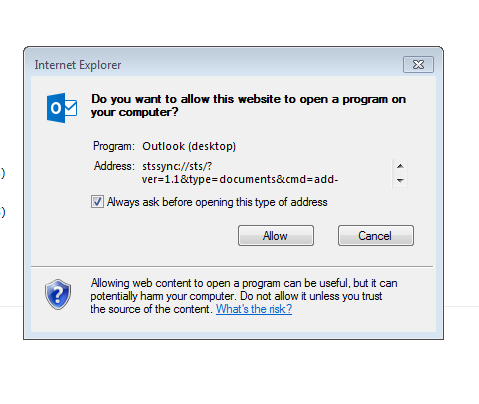 Internet Explorer
Do you want to allow this website to open a program on
your computer?
Program: Outlook (desktop)
Address: stssync://sts/?
ver=1.1&type=documents&cmd=add-
Always ask before opening this type of address
Allow Cancel
Allowing web content to open a program can be useful, but it can
potentially harm your computer. Do not allow it unless you trust
the source of the content. What's the risk?